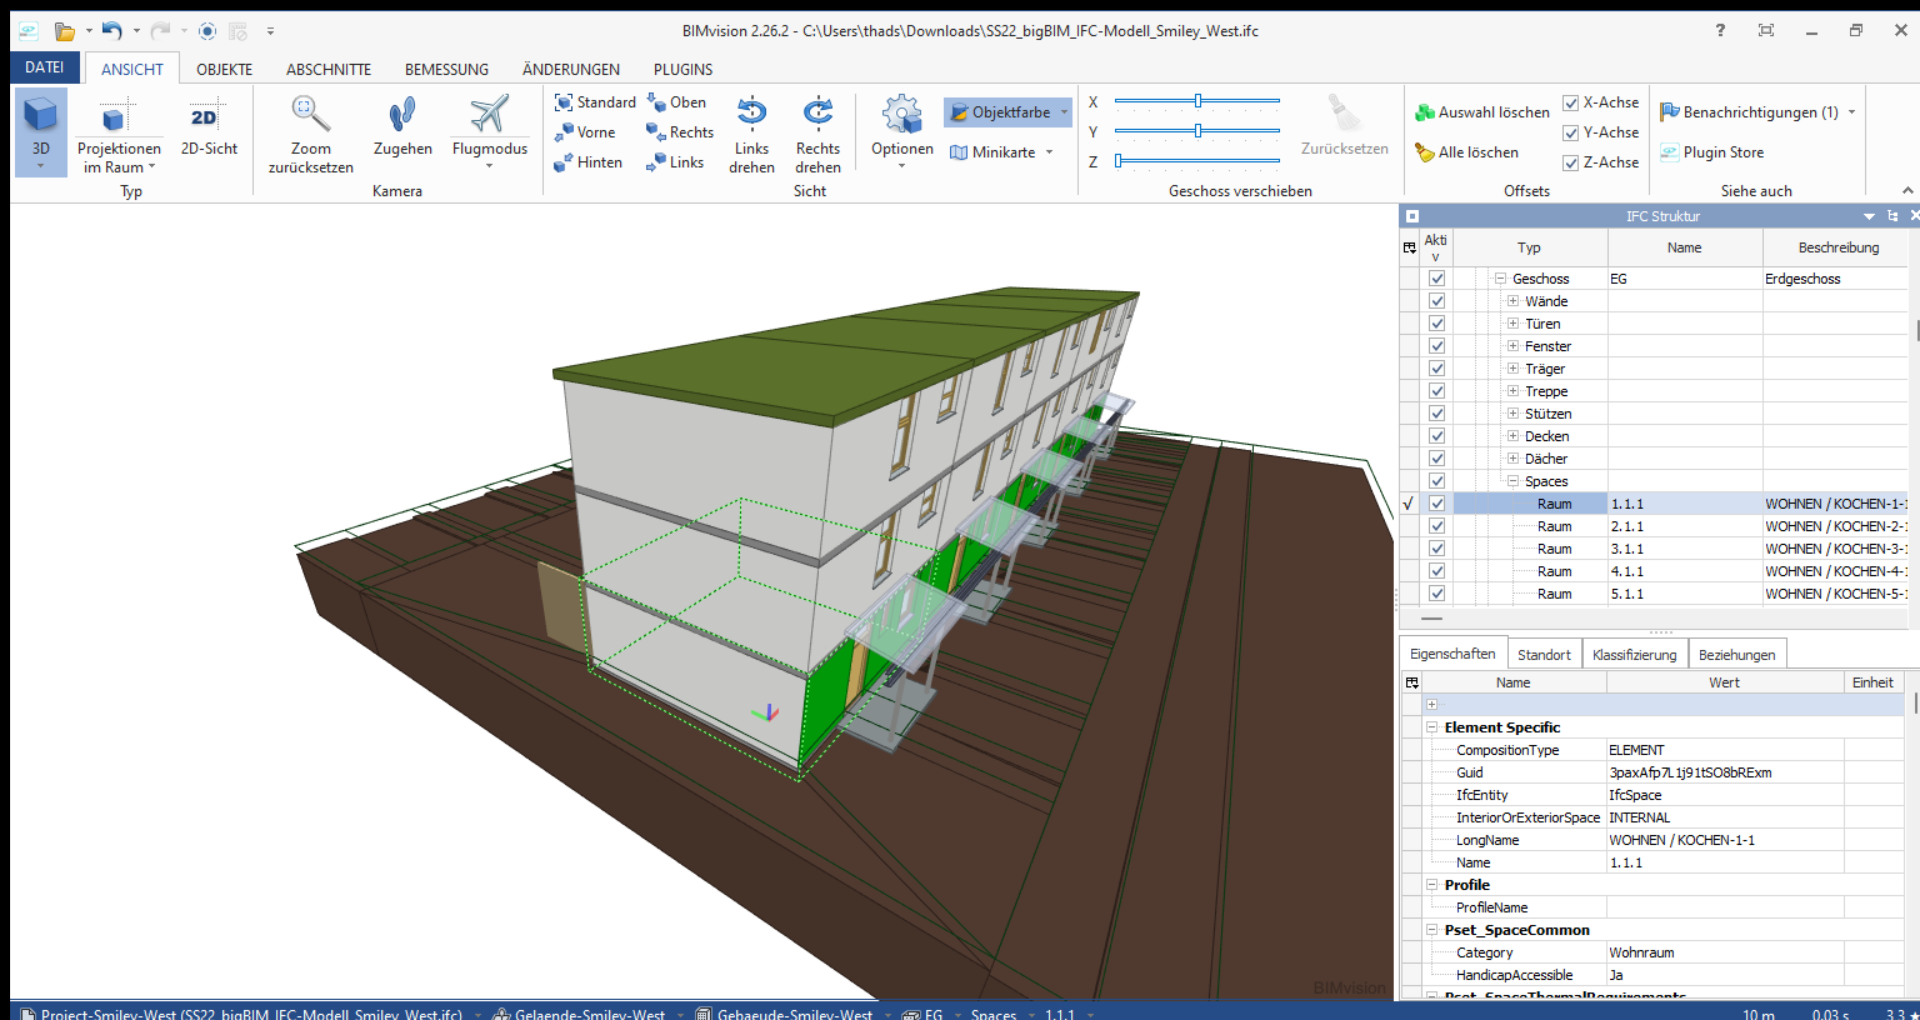 BIMvision 2.26.2 - C:\Users\thads\Downloads\SS22_bigBIM_IFC-Modell_Smiley_West.ifc
DATEI ANSICHT OBJEKTE ABSCHNITTE BEMESSUNG ÄNDERUNGEN PLUGINS
3D
Projektionen im Raum
2D
2D-Sicht
Typ
Zoom zurücksetzen
Zugehen
Flugmodus
Kamera
Standard
Vorne
Hinten
Oben
Rechts
Links
Links drehen
Rechts drehen
Sicht
Optionen
Objektfarbe
Minikarte
X
Y
Z
Zurücksetzen
Geschoss verschieben
Auswahl löschen
Alle löschen
X-Achse
Y-Achse
Z-Achse
Offsets
Benachrichtigungen (1)
Plugin Store
Siehe auch
IFC Struktur
Aktiv Typ Name Beschreibung
Geschoss EG Erdgeschoss
Wände
Türen
Fenster
Träger
Treppe
Stützen
Decken
Dächer
Spaces
Raum 1.1.1 WOHNEN / KOCHEN-1-
Raum 2.1.1 WOHNEN / KOCHEN-2-
Raum 3.1.1 WOHNEN / KOCHEN-3-
Raum 4.1.1 WOHNEN / KOCHEN-4-
Raum 5.1.1 WOHNEN / KOCHEN-5-
Eigenschaften Standort Klassifizierung Beziehungen
Name Wert Einheit
Element Specific
CompositionType ELEMENT
Guid 3paxAfp7L1j91tSO8bRExm
IfcEntity IfcSpace
InteriorOrExteriorSpace INTERNAL
LongName WOHNEN / KOCHEN-1-1
Name 1.1.1
Profile
ProfileName
Pset_SpaceCommon
Category Wohnraum
HandicapAccessible Ja
Pset_SpaceThermalRequirements
BIMvision
Project-Smiley-West (SS22_bigBIM_IFC-Modell_Smiley_West.ifc) Gelaende-Smiley-West Gebaeude-Smiley-West EG Spaces 1.1.1 10 m 0,03 s 3.3